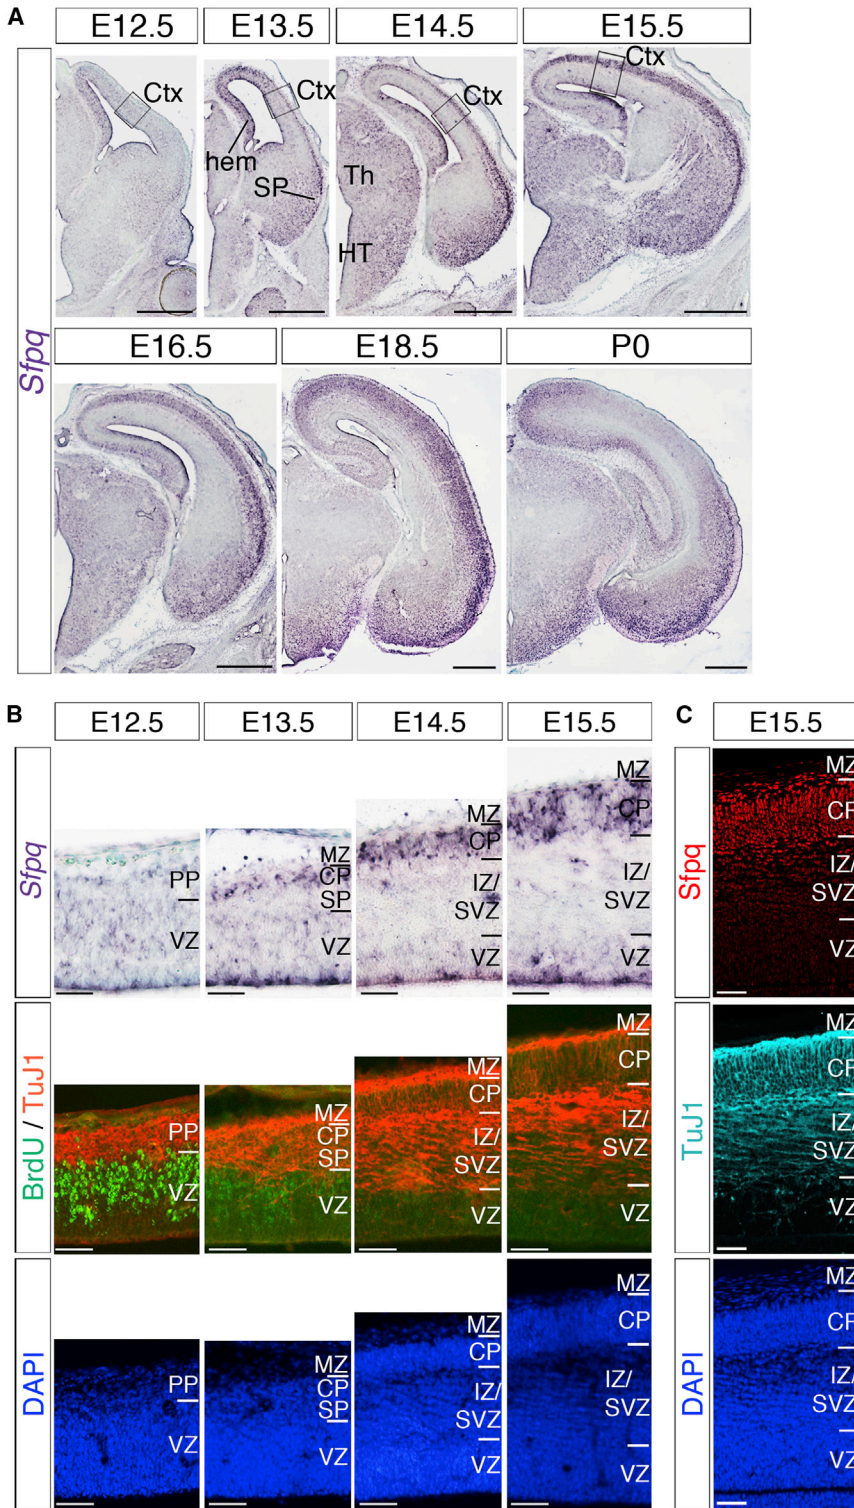 A
E12.5 E13.5 E14.5 E15.5
Sfpq
Ctx
Ctx
hem
SP
Ctx
Th
HT
Ctx
E16.5 E18.5 P0
B
E12.5 E13.5 E14.5 E15.5
Sfpq
PP
VZ
MZ
CP
SP
VZ
MZ
CP
IZ/
SVZ
VZ
MZ
CP
IZ/
SVZ
VZ
BrdU / TuJ1
PP
VZ
MZ
CP
SP
VZ
MZ
CP
IZ/
SVZ
VZ
MZ
CP
IZ/
SVZ
VZ
DAPI
PP
VZ
MZ
CP
SP
VZ
MZ
CP
IZ/
SVZ
VZ
MZ
CP
IZ/
SVZ
VZ
C
E15.5
Sfpq
MZ
CP
IZ/
SVZ
VZ
TuJ1
MZ
CP
IZ/
SVZ
VZ
DAPI
MZ
CP
IZ/
SVZ
VZ